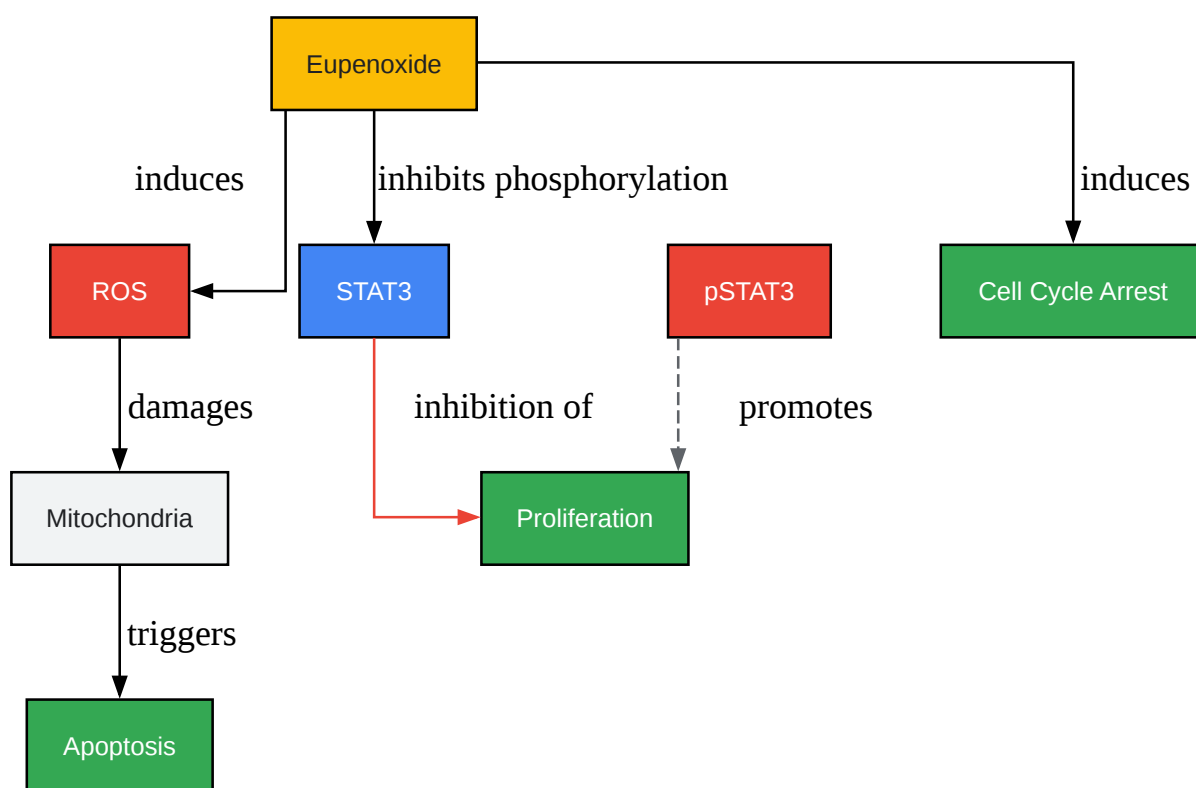 Eupenoxide
induces
inhibits phosphorylation
induces
ROS
STAT3
pSTAT3
Cell Cycle Arrest
damages
inhibition of
promotes
Mitochondria
Proliferation
triggers
Apoptosis